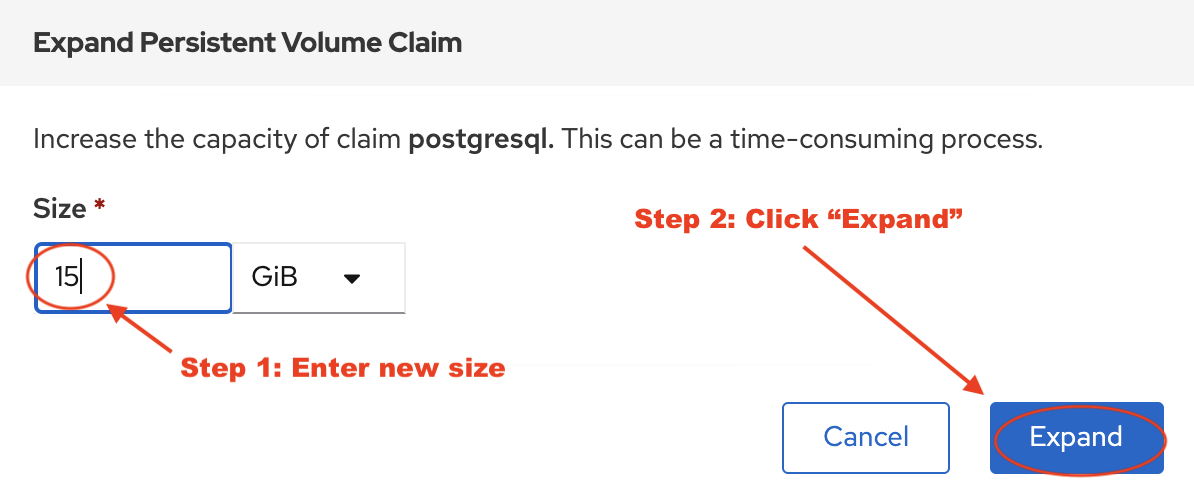 Expand Persistent Volume Claim
Increase the capacity of claim postgresql. This can be a time-consuming process.
Size *
Step 2: Click “Expand”
15 GiB
Step 1: Enter new size
Cancel Expand